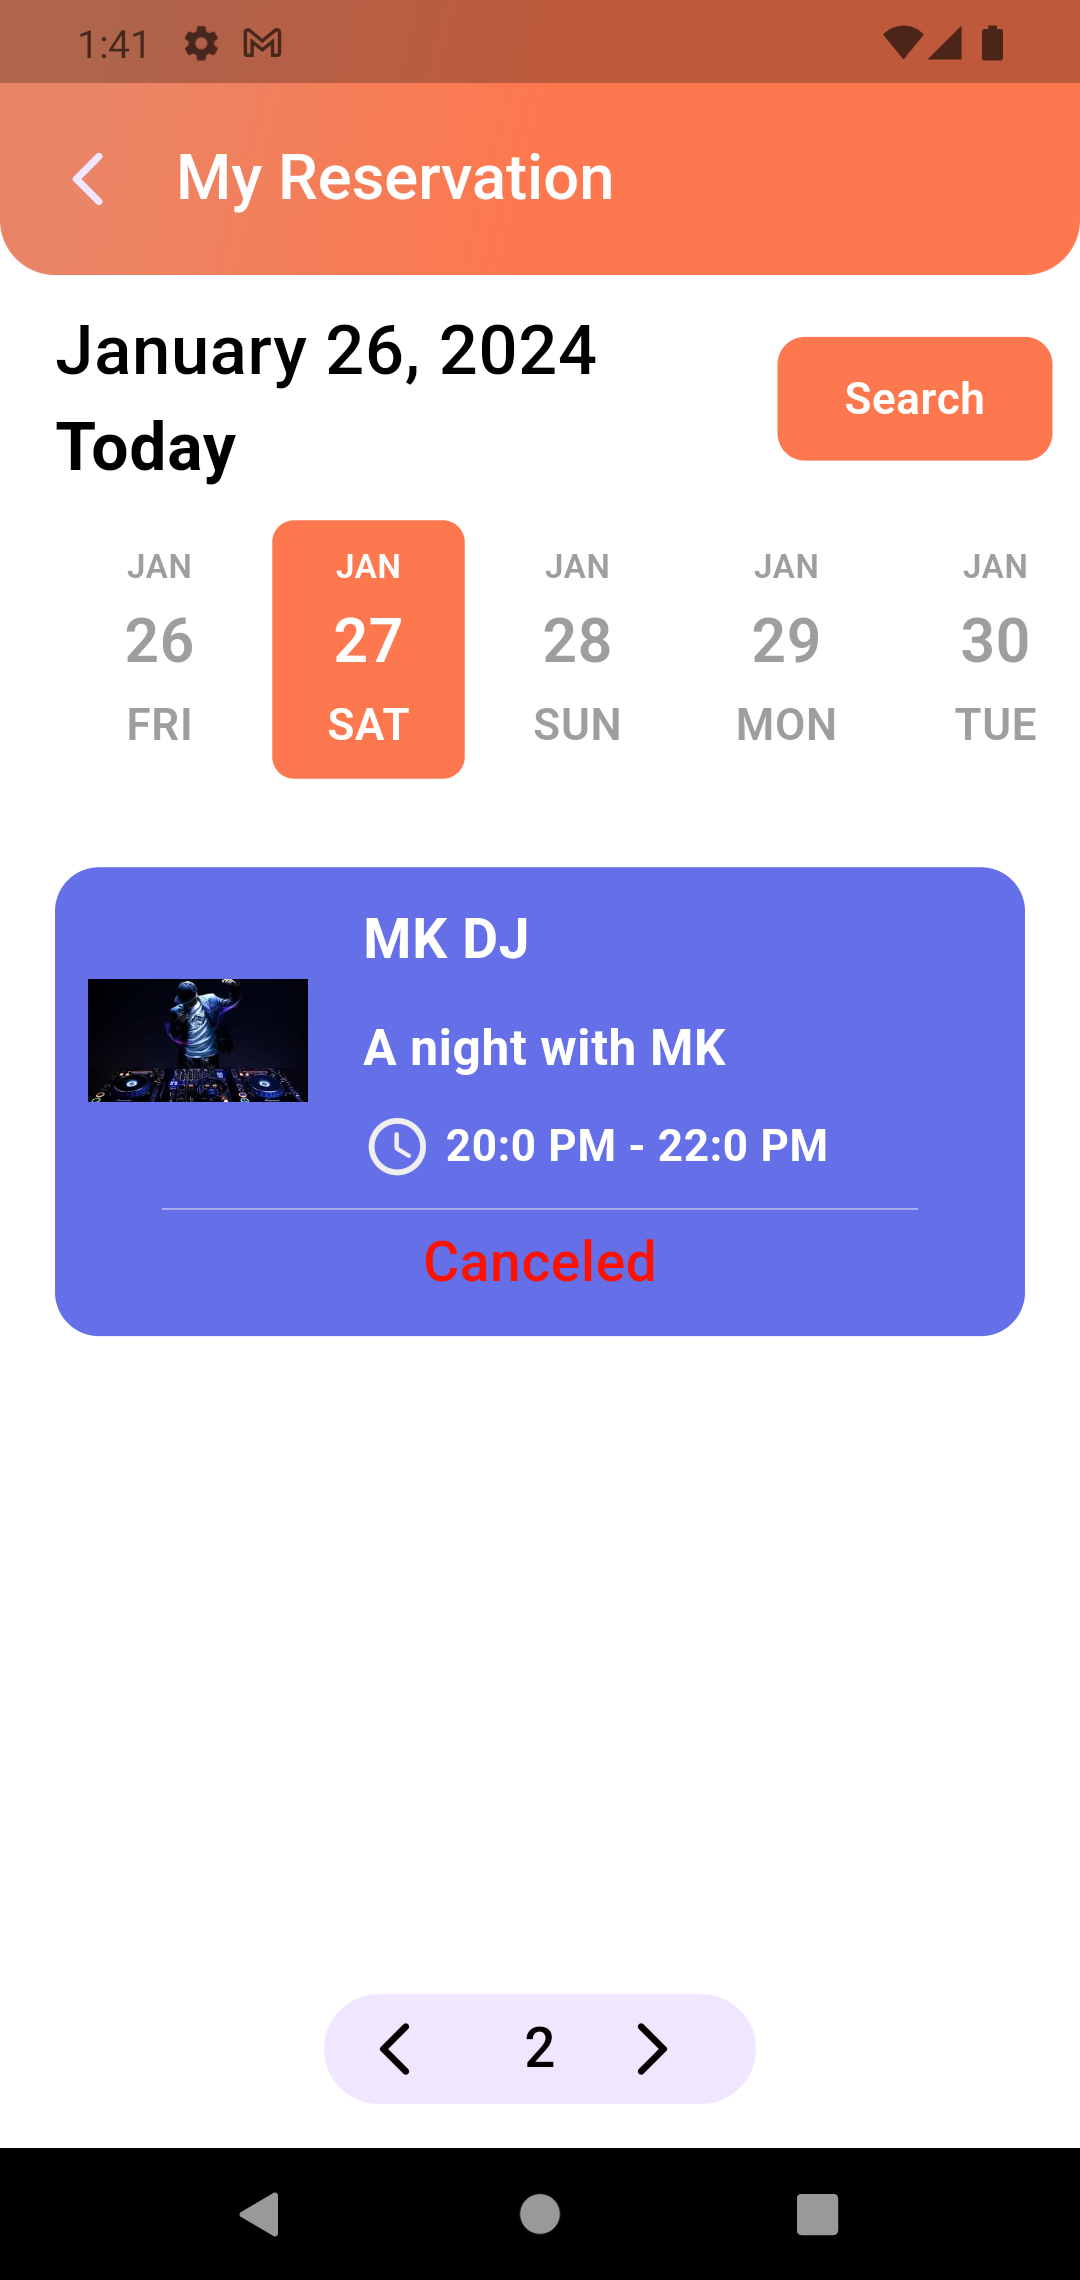 1:41
My Reservation
January 26, 2024
Today
Search
JAN JAN JAN JAN JAN
26 27 28 29 30
FRI SAT SUN MON TUE
MK DJ
A night with MK
20:0 PM - 22:0 PM
Canceled
2